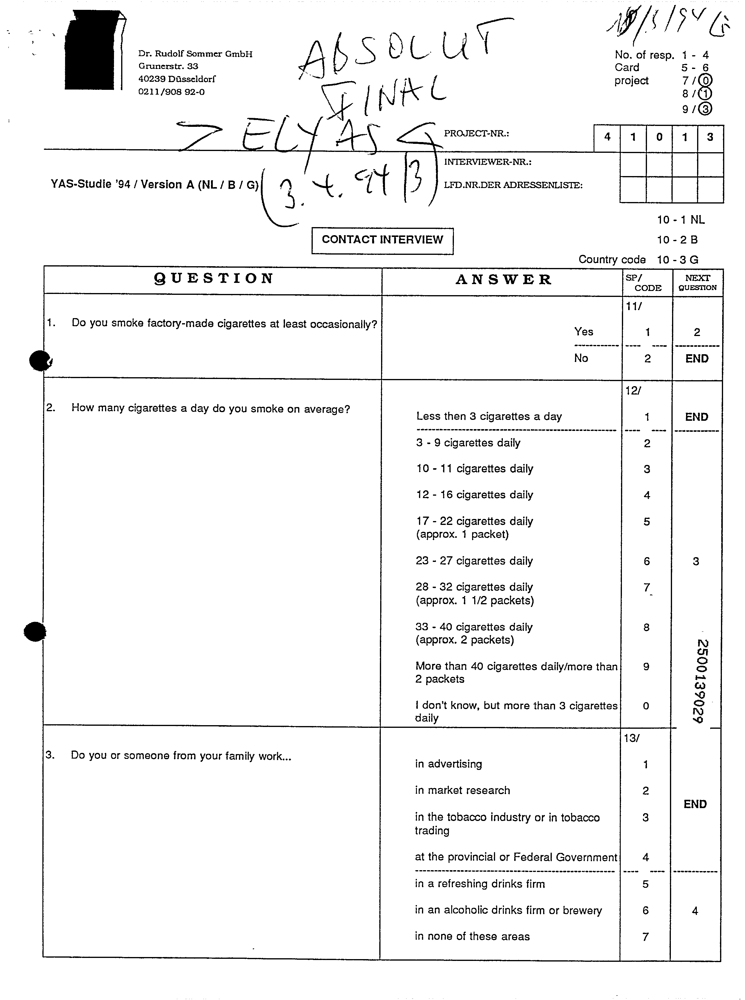 ABSOLUT
FINAL
> ELYAS <
(3.4.94/3)
Dr. Rudolf Sommer GmbH
Grunerstr. 33
40239 Düsseldorf
0211/908 92-0
No. of resp. 1 - 4
Card 5 - 6
project 7 / 0
8 / 1
9 / 3
PROJECT-NR.: 4 1 0 1 3
INTERVIEWER-NR.:
LFD.NR.DER ADRESSENLISTE:
YAS-Studie '94 / Version A (NL / B / G)
10 - 1 NL
10 - 2 B
Country code 10 - 3 G
CONTACT INTERVIEW
QUESTION ANSWER SP/ CODE NEXT QUESTION
11/
1. Do you smoke factory-made cigarettes at least occasionally?
Yes 1 2
No 2 END
12/
2. How many cigarettes a day do you smoke on average?
Less then 3 cigarettes a day 1 END
3 - 9 cigarettes daily 2
10 - 11 cigarettes daily 3
12 - 16 cigarettes daily 4
17 - 22 cigarettes daily 5
(approx. 1 packet)
23 - 27 cigarettes daily 6 3
28 - 32 cigarettes daily 7
(approx. 1 1/2 packets)
33 - 40 cigarettes daily 8
(approx. 2 packets)
More than 40 cigarettes daily/more than 9
2 packets
I don't know, but more than 3 cigarettes 0
daily
2500139029
13/
3. Do you or someone from your family work...
in advertising 1
in market research 2
END
in the tobacco industry or in tobacco 3
trading
at the provincial or Federal Government 4
in a refreshing drinks firm 5
in an alcoholic drinks firm or brewery 6 4
in none of these areas 7